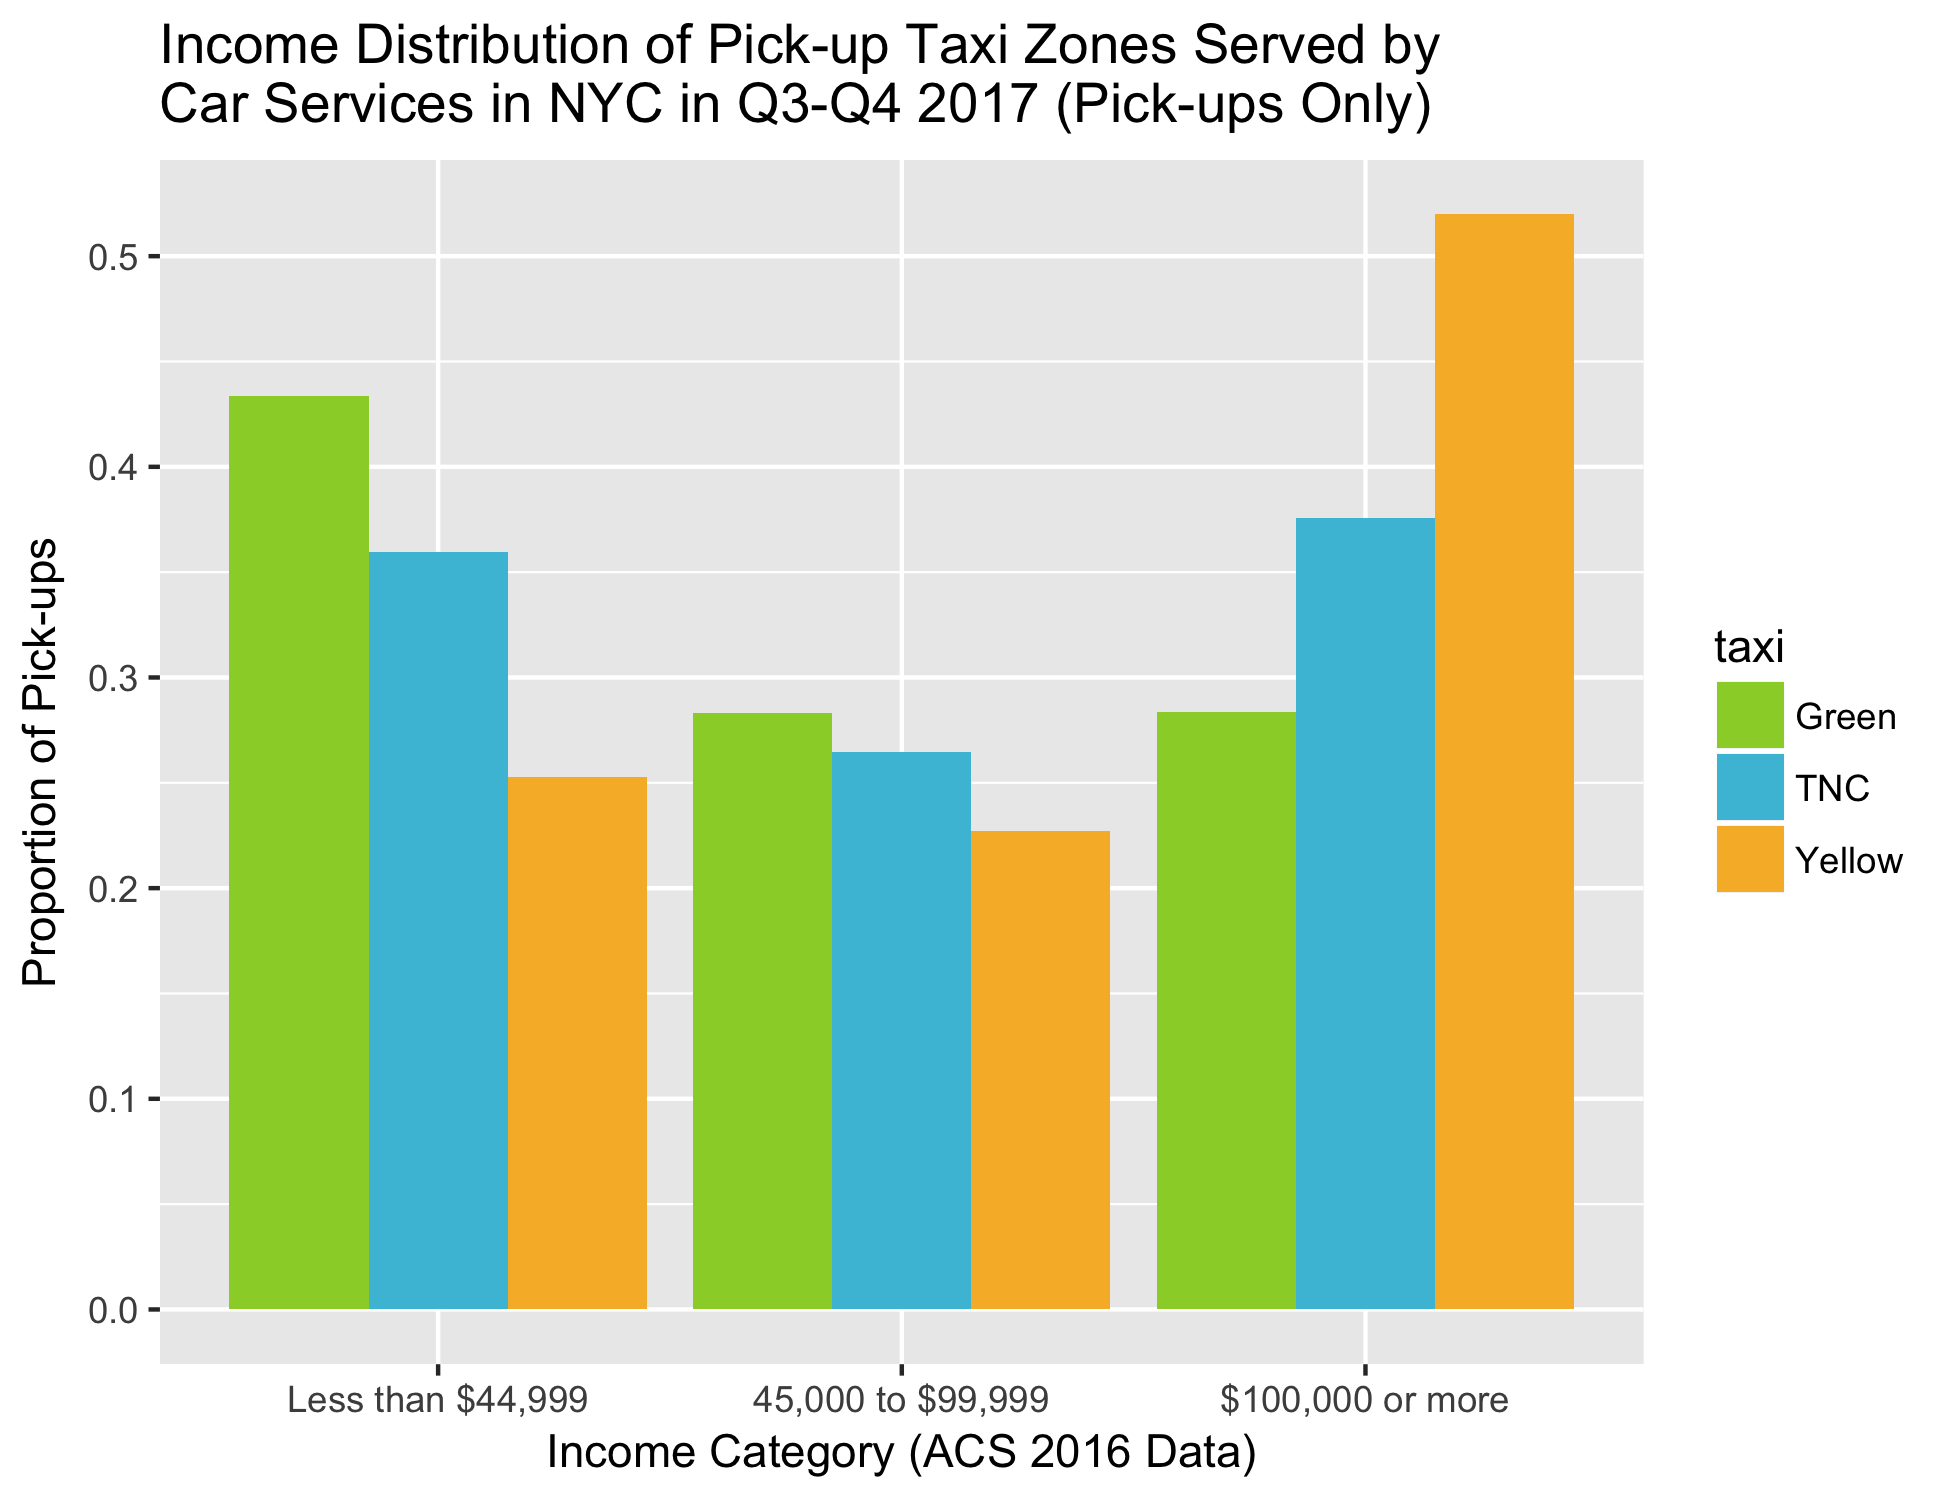 Income Distribution of Pick-up Taxi Zones Served by
Car Services in NYC in Q3-Q4 2017 (Pick-ups Only)
Proportion of Pick-ups
0.5
0.4
0.3
0.2
0.1
0.0
Less than $44,999
45,000 to $99,999
$100,000 or more
Income Category (ACS 2016 Data)
taxi
Green
TNC
Yellow